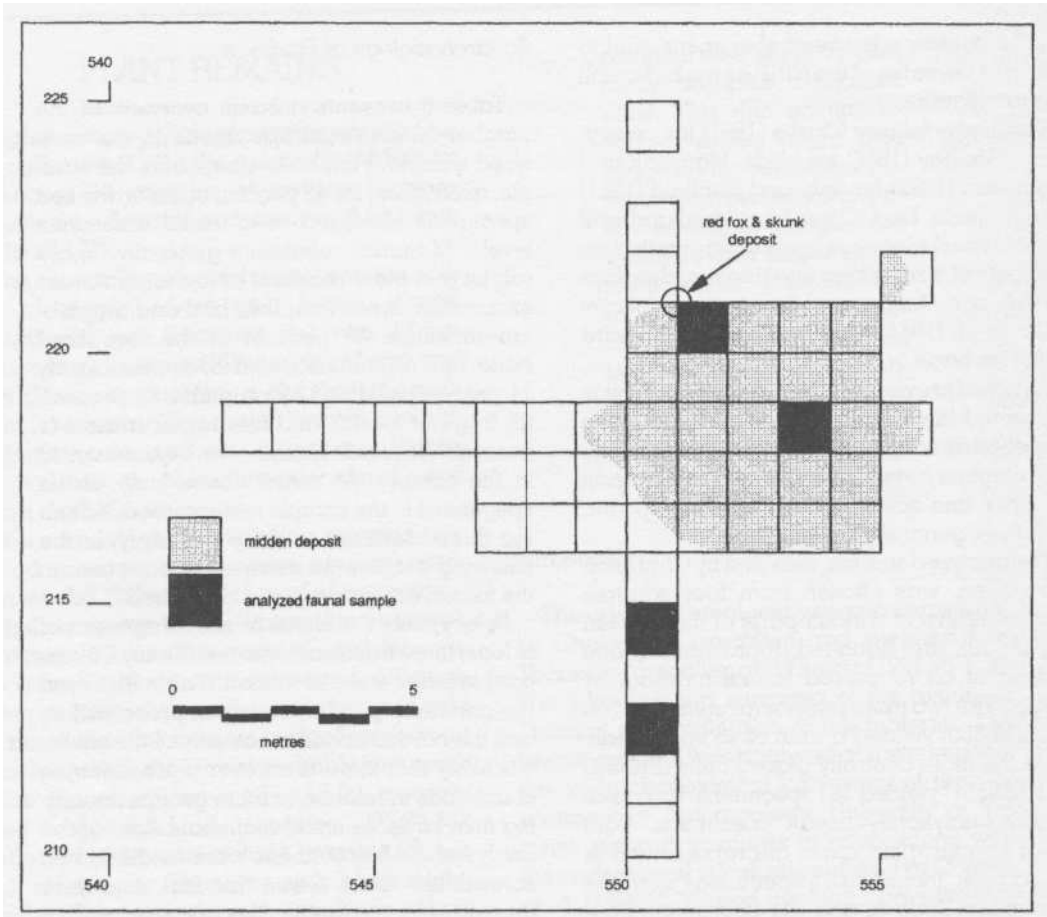 540
225
red fox & skunk
deposit
220
midden deposit
215
analyzed faunal sample
0 5
metres
210
540 545 550 555